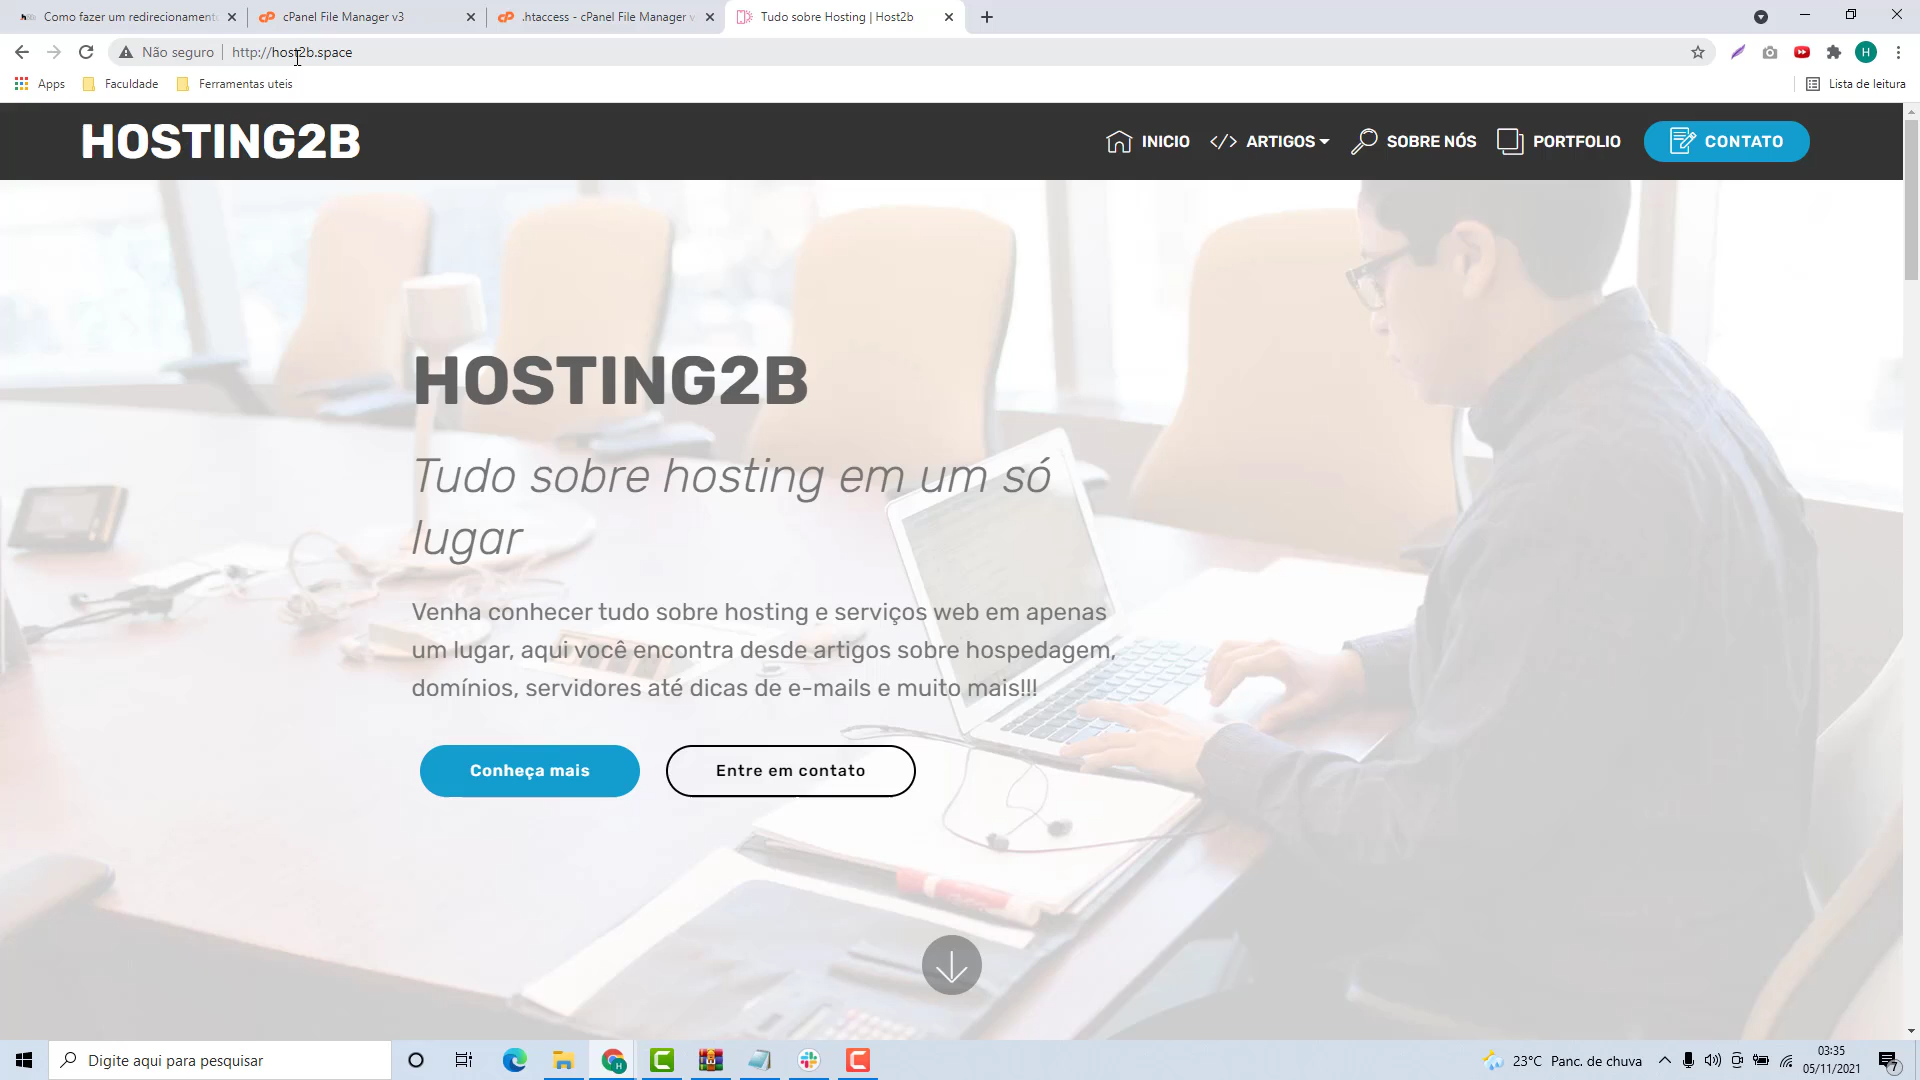 Como fazer um redirecionament
cPanel File Manager v3
.htaccess - cPanel File Manager v
Tudo sobre Hosting | Host2b
Não seguro
http://host2b.space
H
Apps
Faculdade
Ferramentas uteis
Lista de leitura
HOSTING2B
INICIO
ARTIGOS
SOBRE NÓS
PORTFOLIO
CONTATO
HOSTING2B
Tudo sobre hosting em um só
lugar
Venha conhecer tudo sobre hosting e serviços web em apenas
um lugar, aqui você encontra desde artigos sobre hospedagem,
domínios, servidores até dicas de e-mails e muito mais!!!
Conheça mais
Entre em contato
Digite aqui para pesquisar
23°C Panc. de chuva
03:35
05/11/2021
7